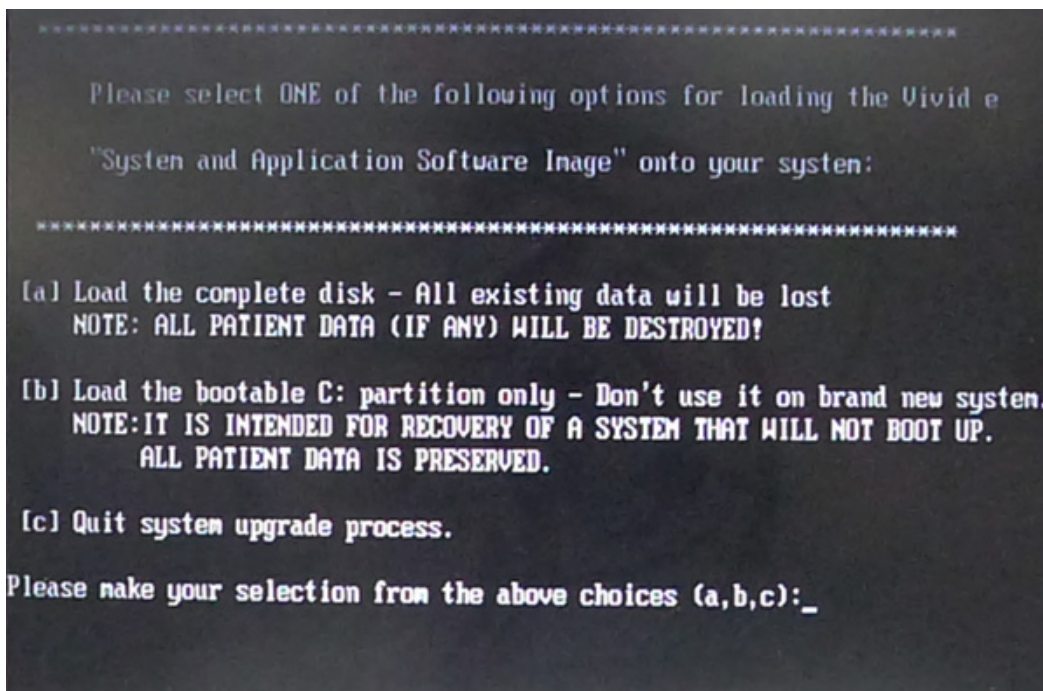 *********************************************************************
Please select ONE of the following options for loading the Vivid e
"System and Application Software Image" onto your system:
*********************************************************************
[a] Load the complete disk - All existing data will be lost
NOTE: ALL PATIENT DATA (IF ANY) WILL BE DESTROYED!
[b] Load the bootable C: partition only - Don't use it on brand new system.
NOTE:IT IS INTENDED FOR RECOVERY OF A SYSTEM THAT WILL NOT BOOT UP.
ALL PATIENT DATA IS PRESERVED.
[c] Quit system upgrade process.
Please make your selection from the above choices (a,b,c):_